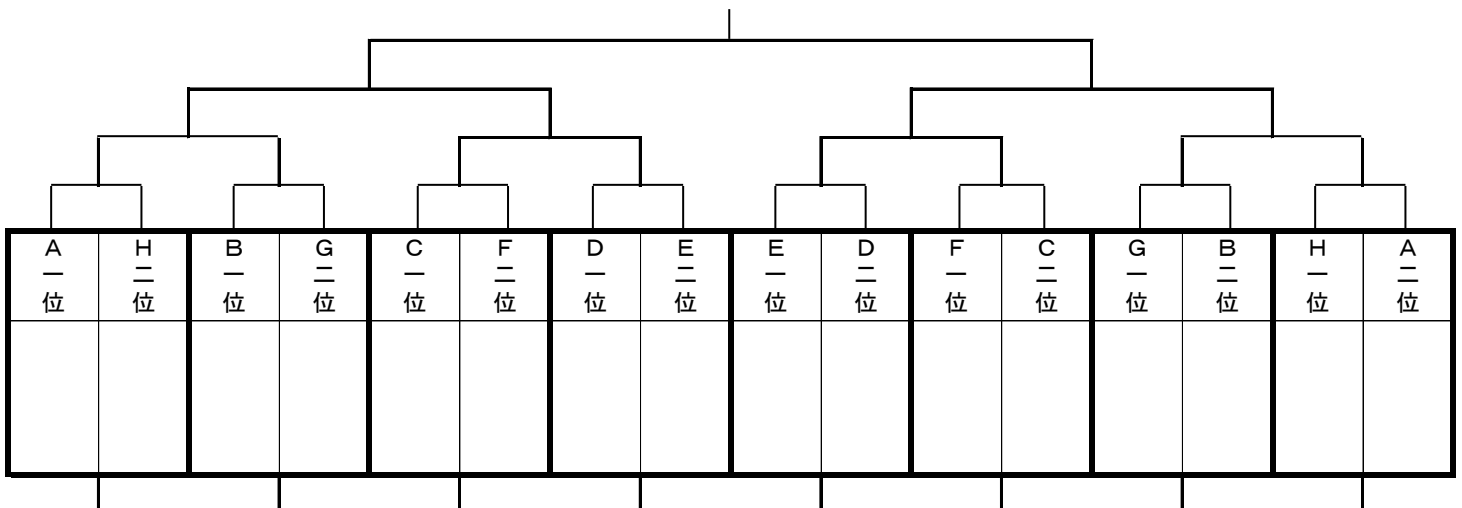 A一位
H二位
B一位
G二位
C一位
F二位
D一位
E二位
E一位
D二位
F一位
C二位
G一位
B二位
H一位
A二位